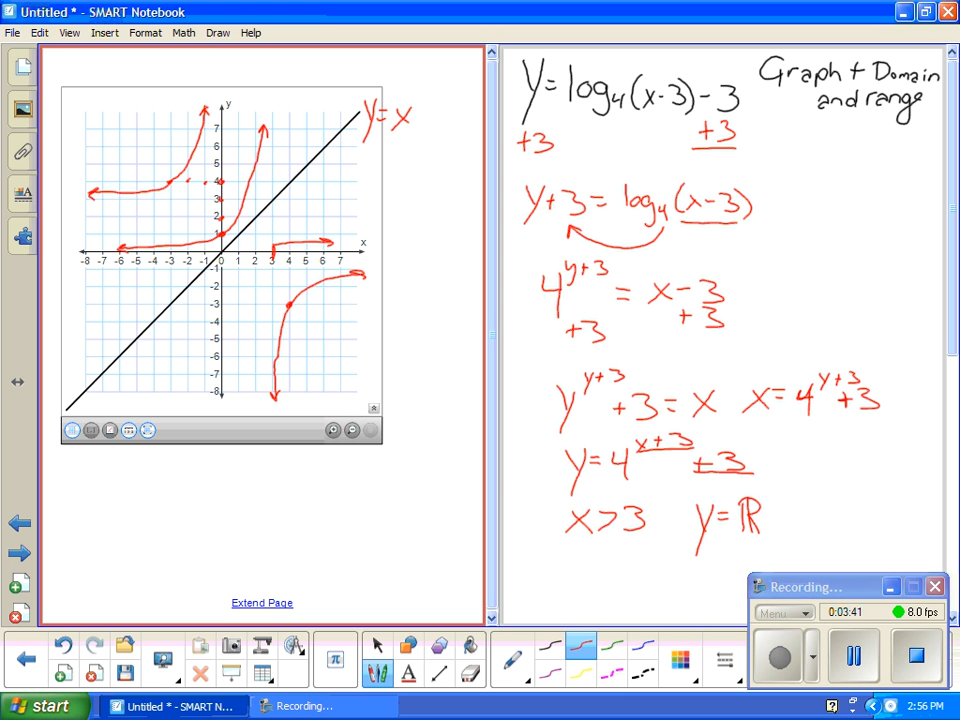 Untitled * - SMART Notebook
File Edit View Insert Format Math Draw Help
y
x
7
6
5
4
3
2
1
-8 -7 -6 -5 -4 -3 -2 -1 0 1 2 3 4 5 6 7
-1
-2
-3
-4
-5
-6
-7
-8
y=x
Extend Page
y=log₄(x-3)-3
Graph + Domain
and range
+3 +3
y+3=log₄(x-3)
4^(y+3) = x-3
+3 +3
y^(y+3) +3=x x=4^(y+3)+3
y=4^(x+3) +3
x>3 y=ℝ
Recording...
Menu 0:03:41 8.0 fps
π
A
start Untitled * - SMART N... Recording... ? 2:56 PM